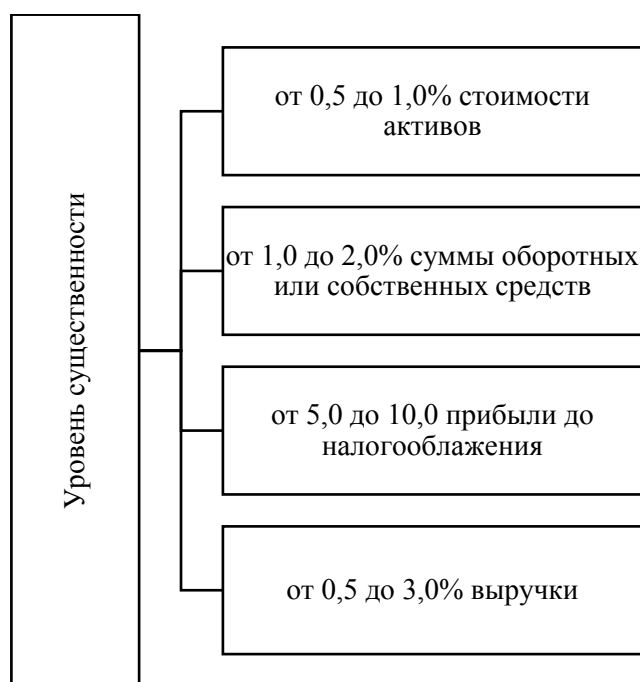 Уровень существенности
от 0,5 до 1,0% стоимости
активов
от 1,0 до 2,0% суммы оборотных
или собственных средств
от 5,0 до 10,0 прибыли до
налогооблажения
от 0,5 до 3,0% выручки